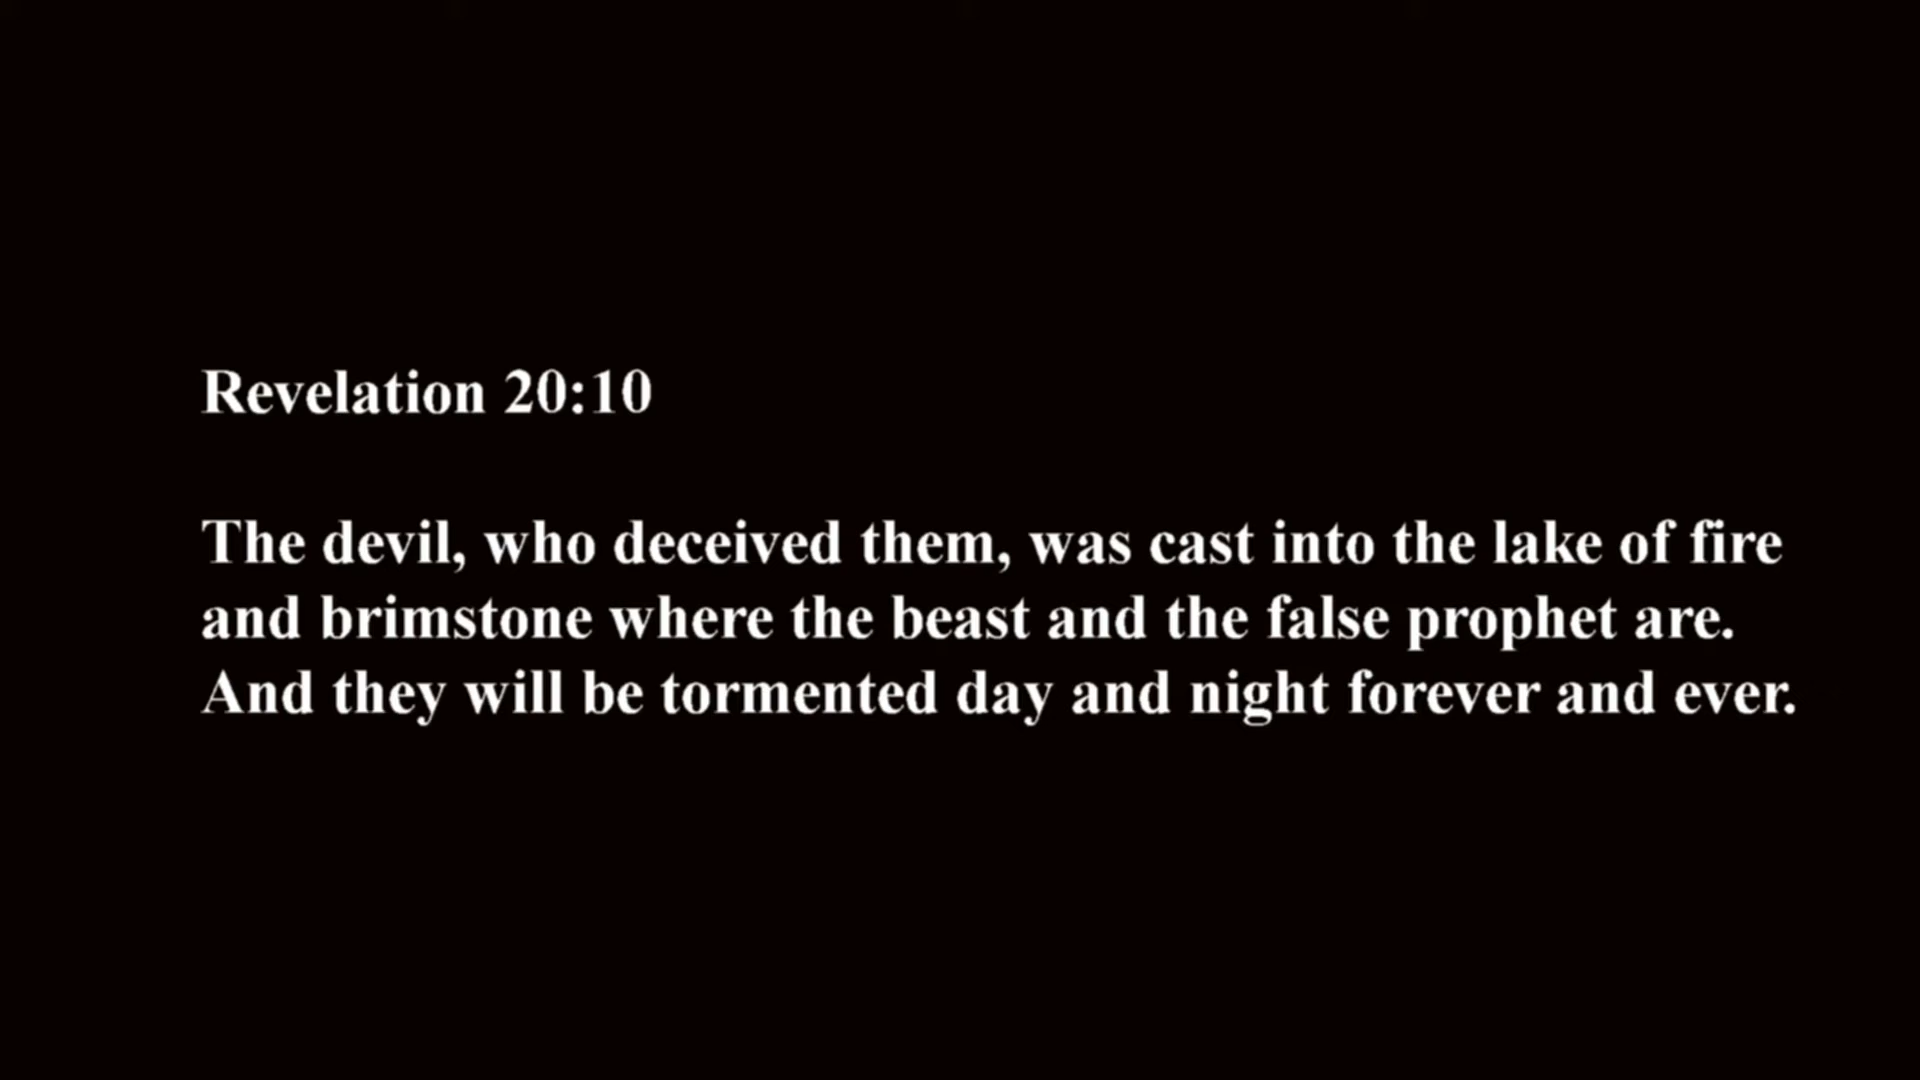 Revelation 20:10
The devil, who deceived them, was cast into the lake of fire
and brimstone where the beast and the false prophet are.
And they will be tormented day and night forever and ever.